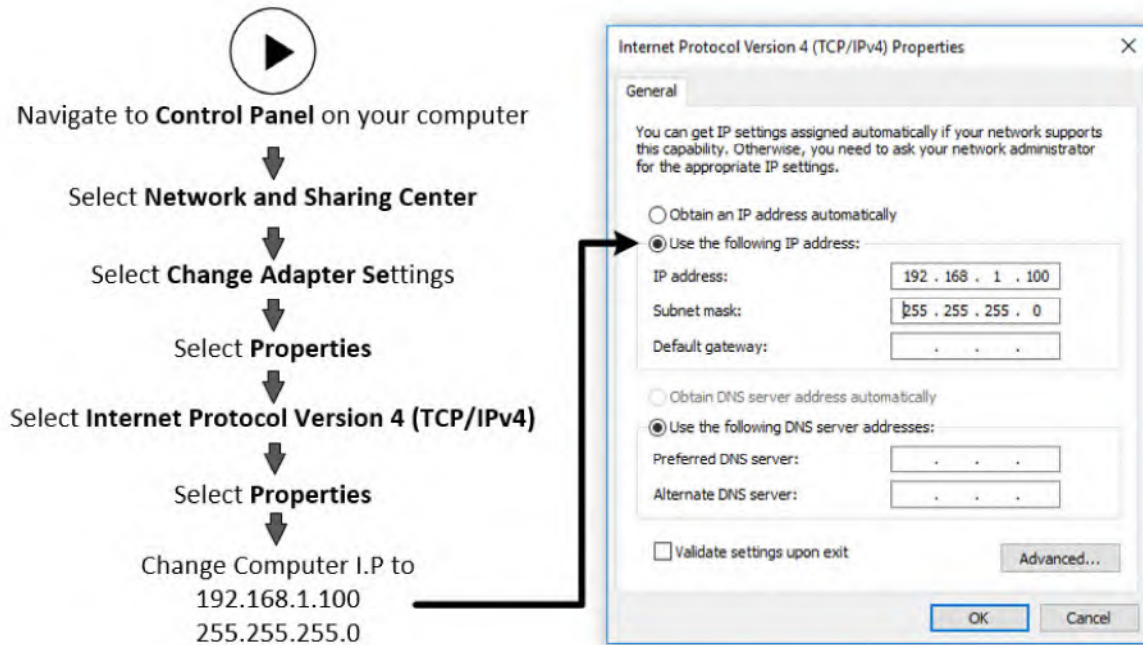 Navigate to Control Panel on your computer
Select Network and Sharing Center
Select Change Adapter Settings
Select Properties
Select Internet Protocol Version 4 (TCP/IPv4)
Select Properties
Change Computer I.P to
192.168.1.100
255.255.255.0
Internet Protocol Version 4 (TCP/IPv4) Properties
General
You can get IP settings assigned automatically if your network supports
this capability. Otherwise, you need to ask your network administrator
for the appropriate IP settings.
Obtain an IP address automatically
Use the following IP address:
IP address: 192 . 168 . 1 . 100
Subnet mask: 255 . 255 . 255 . 0
Default gateway: . . .
Obtain DNS server address automatically
Use the following DNS server addresses:
Preferred DNS server: . . .
Alternate DNS server: . . .
Validate settings upon exit
Advanced...
OK Cancel